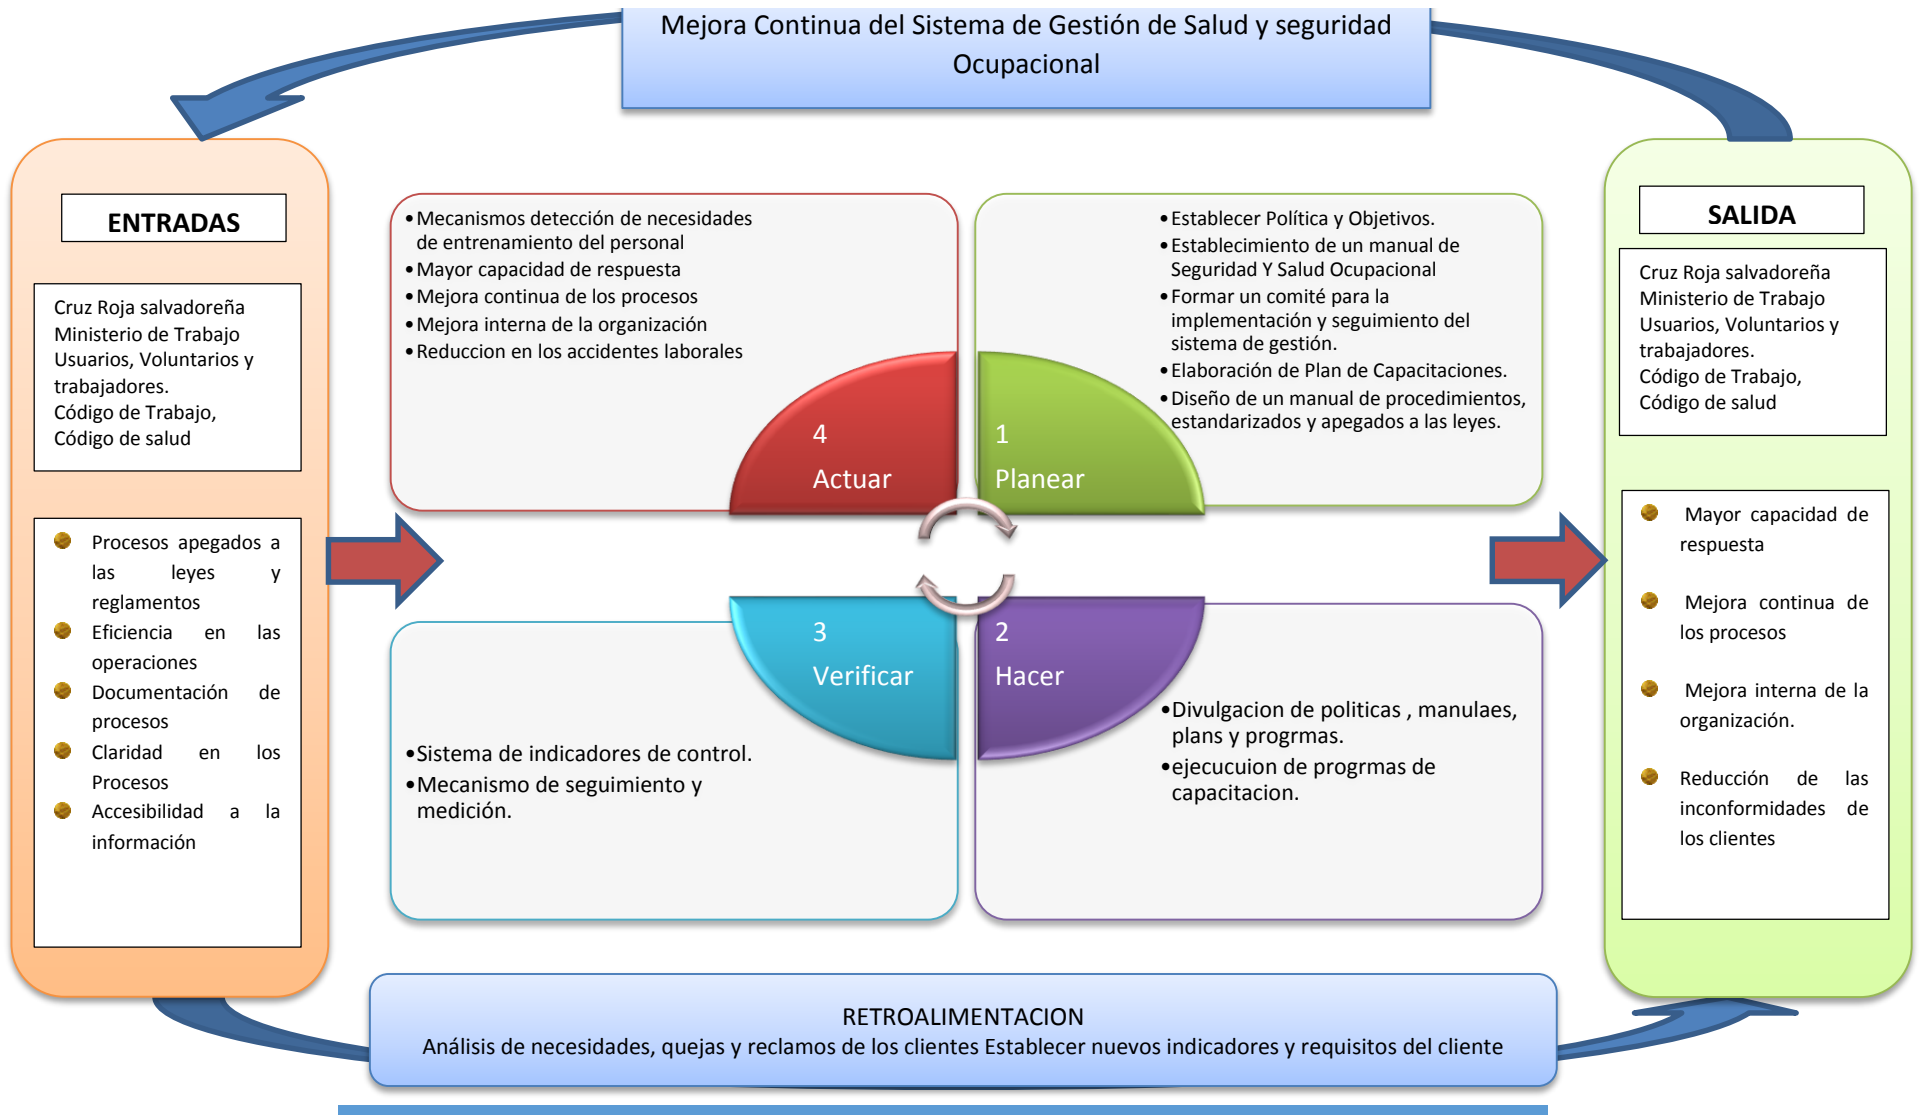 Mejora Continua del Sistema de Gestión de Salud y seguridad
Ocupacional
ENTRADAS
Cruz Roja salvadoreña
Ministerio de Trabajo
Usuarios, Voluntarios y
trabajadores.
Código de Trabajo,
Código de salud
Procesos apegados a
las leyes y
reglamentos
Eficiencia en las
operaciones
Documentación de
procesos
Claridad en los
Procesos
Accesibilidad a la
información
•Mecanismos detección de necesidades
de entrenamiento del personal
•Mayor capacidad de respuesta
•Mejora continua de los procesos
•Mejora interna de la organización
•Reduccion en los accidentes laborales
4
Actuar
•Establecer Política y Objetivos.
•Establecimiento de un manual de
Seguridad Y Salud Ocupacional
•Formar un comité para la
implementación y seguimiento del
sistema de gestión.
•Elaboración de Plan de Capacitaciones.
•Diseño de un manual de procedimientos,
estandarizados y apegados a las leyes.
1
Planear
3
Verificar
•Sistema de indicadores de control.
•Mecanismo de seguimiento y
medición.
2
Hacer
•Divulgacion de politicas , manulaes,
plans y progrmas.
•ejecucuion de progrmas de
capacitacion.
SALIDA
Cruz Roja salvadoreña
Ministerio de Trabajo
Usuarios, Voluntarios y
trabajadores.
Código de Trabajo,
Código de salud
Mayor capacidad de
respuesta
Mejora continua de
los procesos
Mejora interna de la
organización.
Reducción de las
inconformidades de
los clientes
RETROALIMENTACION
Análisis de necesidades, quejas y reclamos de los clientes Establecer nuevos indicadores y requisitos del cliente